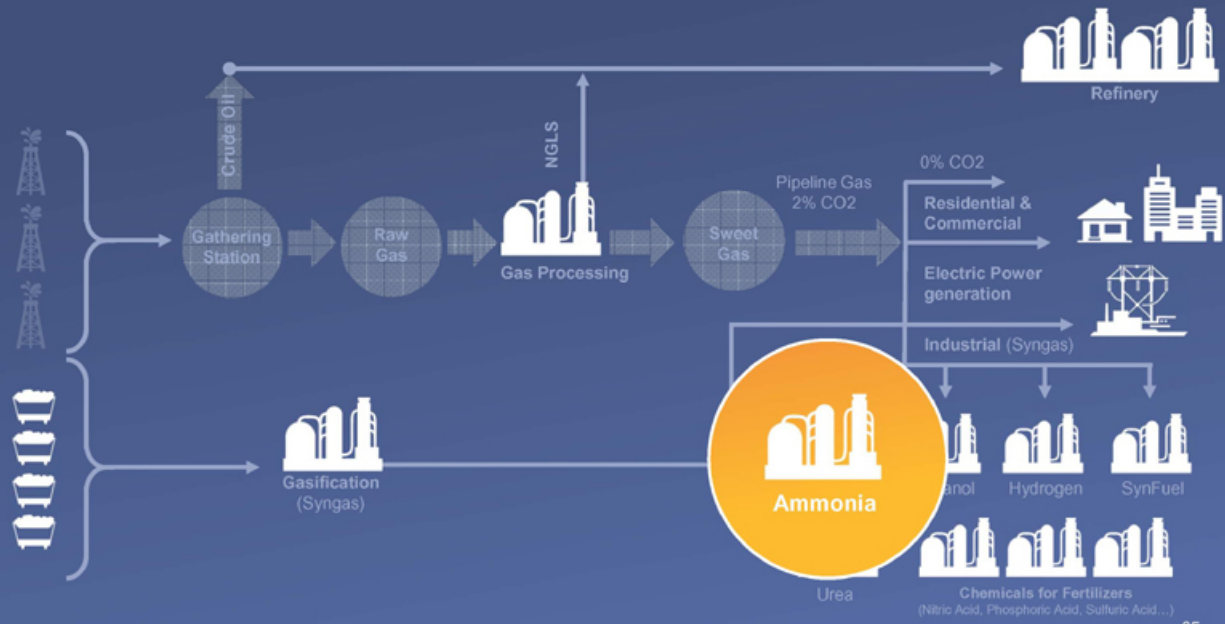 Refinery
Crude Oil
NGLS
Gathering
Station
Raw
Gas
Gas Processing
Sweet
Gas
Pipeline Gas
2% CO2
0% CO2
Residential &
Commercial
Electric Power
generation
Industrial (Syngas)
Gasification
(Syngas)
Ammonia
Hydrogen
SynFuel
Urea
Chemicals for Fertilizers
(Nitric Acid, Phosphoric Acid, Sulfuric Acid...)